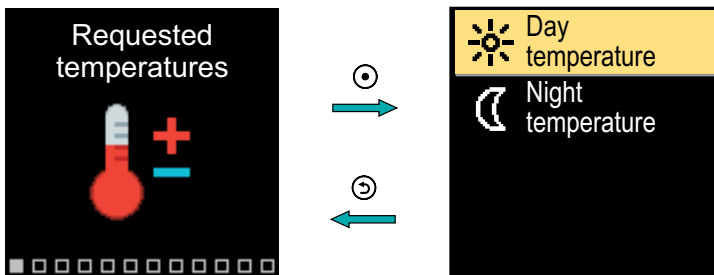 Requested
temperatures
Day
temperature
Night
temperature